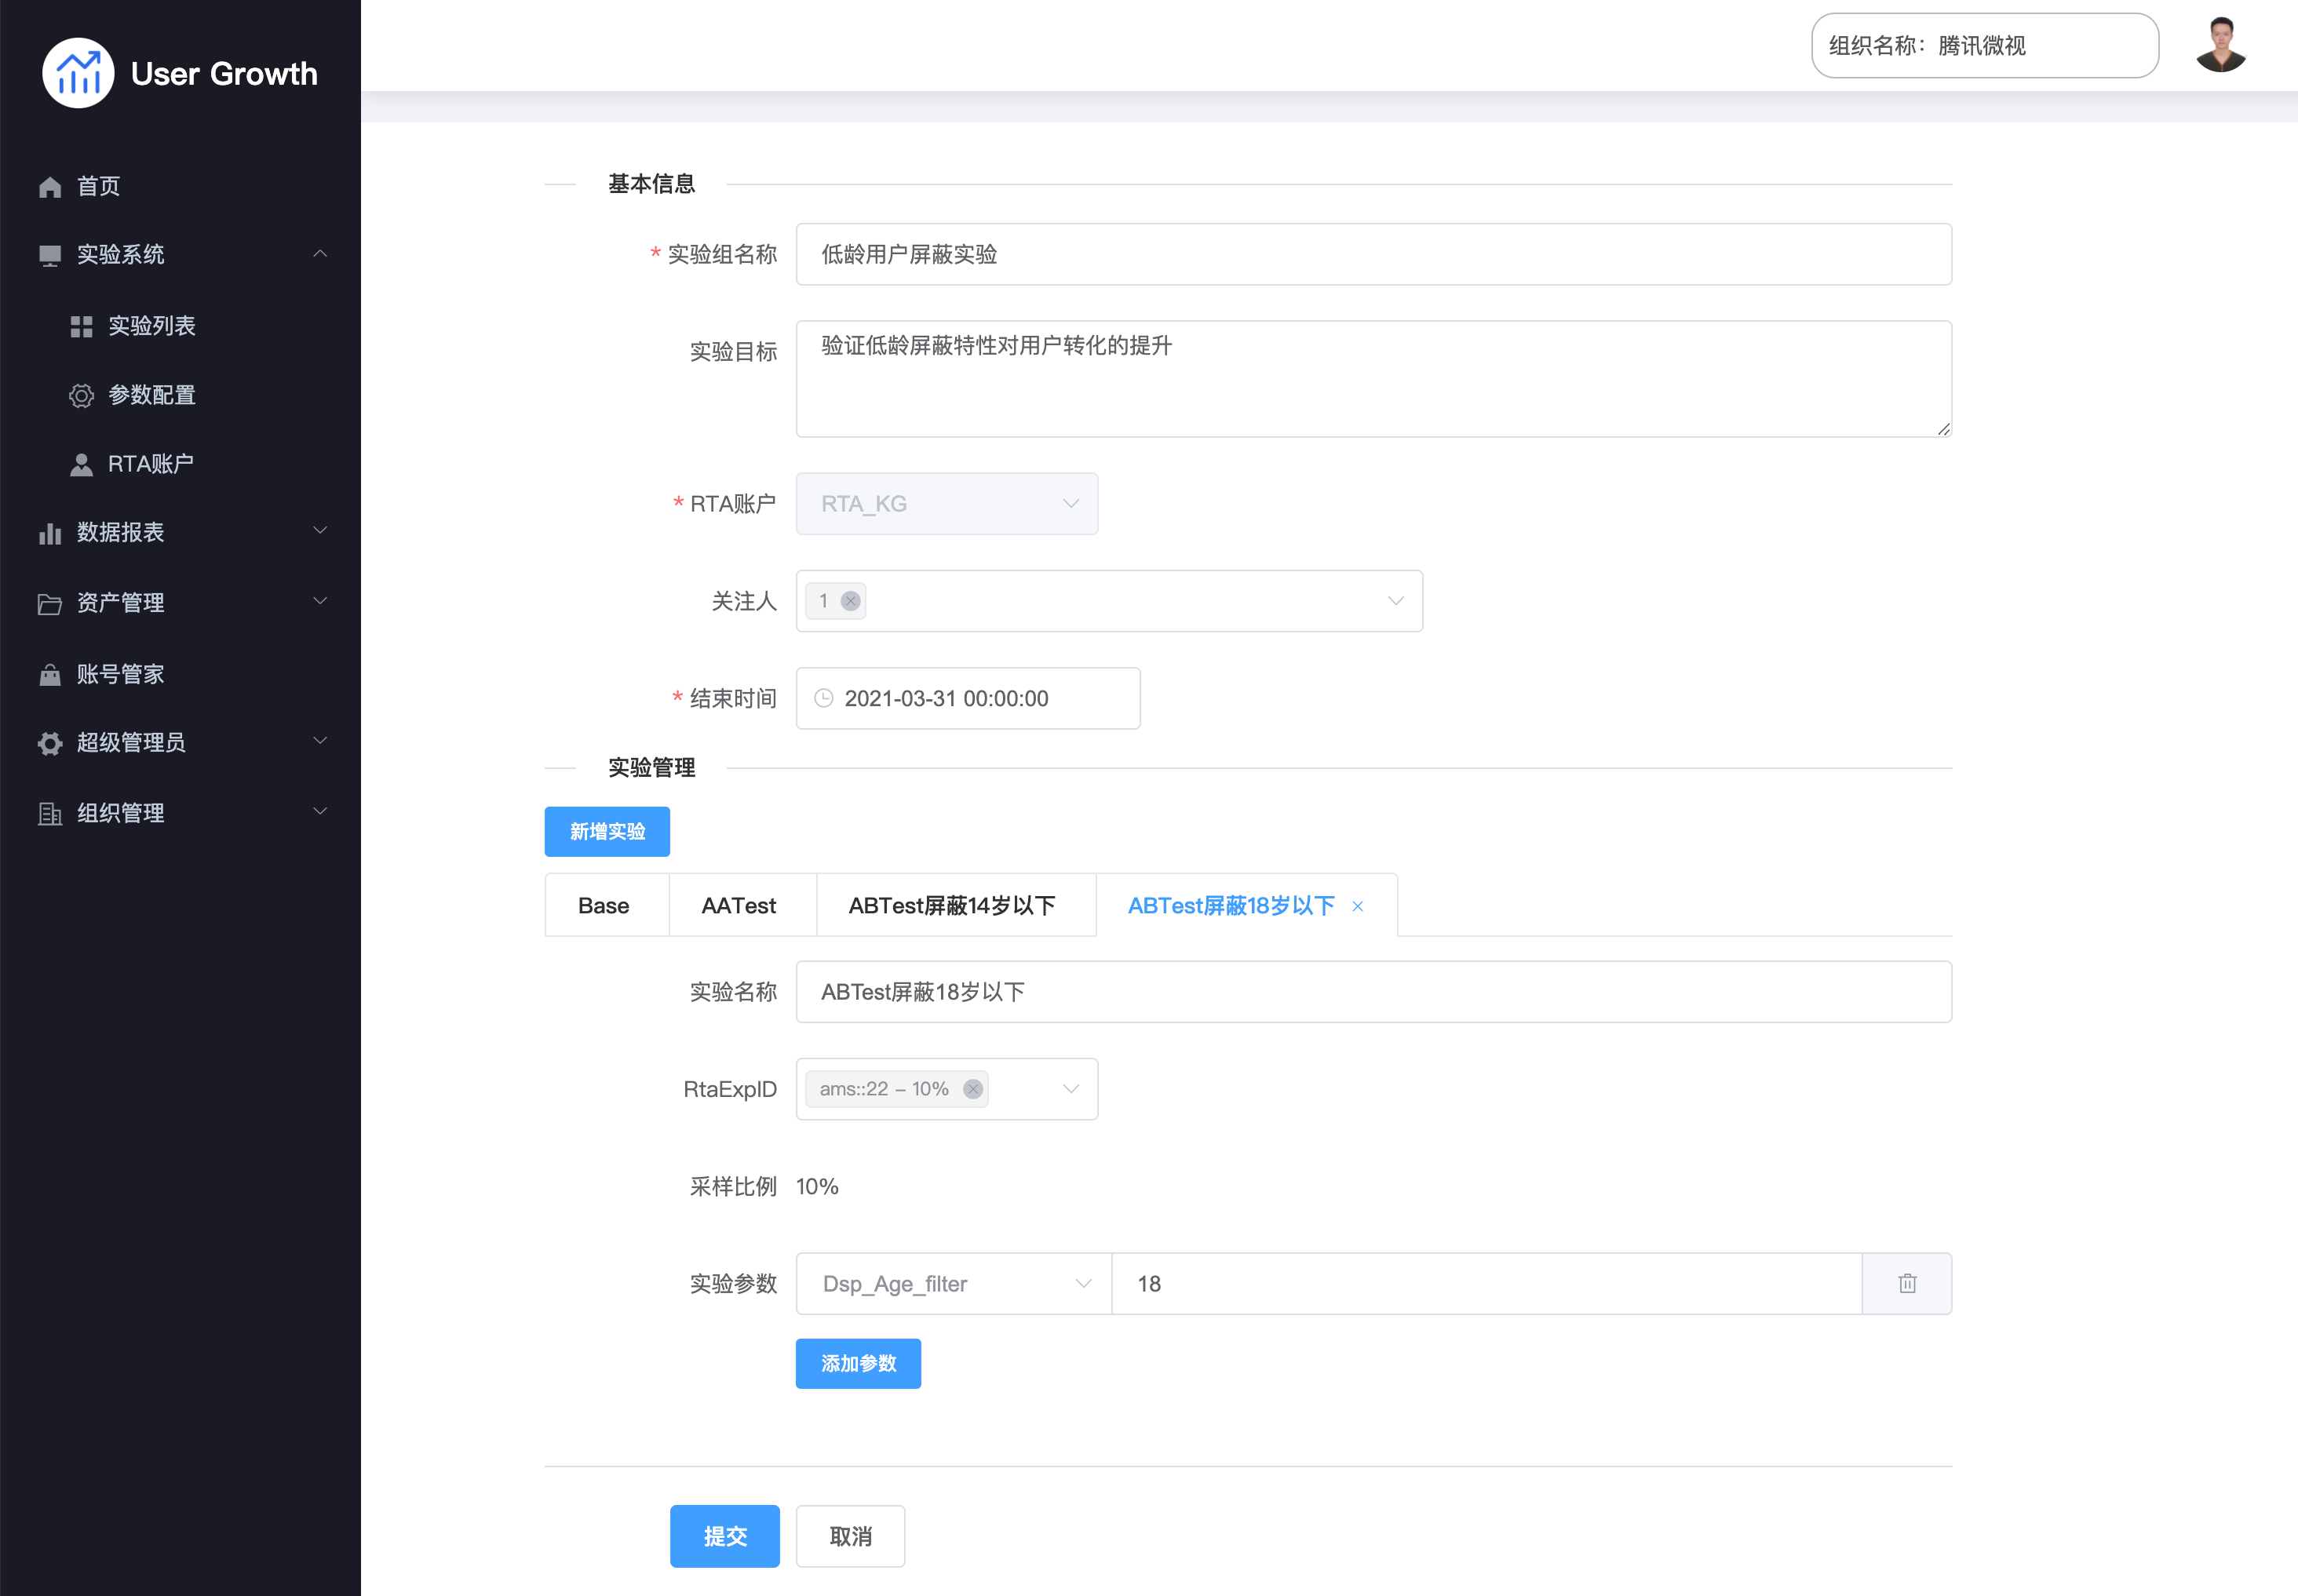 User Growth
组织名称：腾讯微视
首页
实验系统
实验列表
参数配置
RTA账户
数据报表
资产管理
账号管家
超级管理员
组织管理
基本信息
* 实验组名称 低龄用户屏蔽实验
实验目标 验证低龄屏蔽特性对用户转化的提升
* RTA账户 RTA_KG
关注人 1
* 结束时间 2021-03-31 00:00:00
实验管理
新增实验
Base AATest ABTest屏蔽14岁以下 ABTest屏蔽18岁以下
实验名称 ABTest屏蔽18岁以下
RtaExpID ams::22 – 10%
采样比例 10%
实验参数 Dsp_Age_filter 18
添加参数
提交 取消